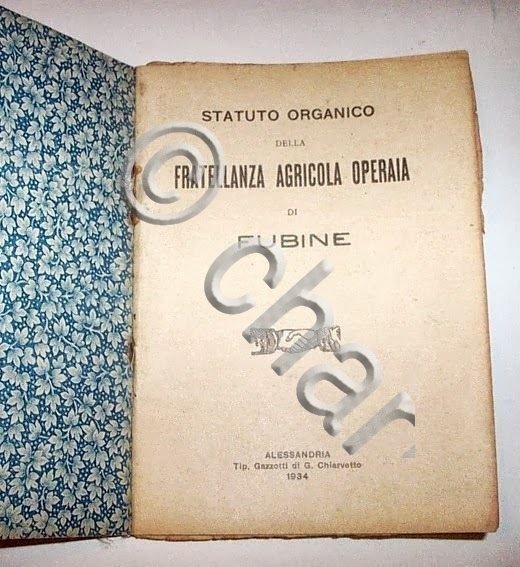 STATUTO ORGANICO
DELLA
FRATELLANZA AGRICOLA OPERAIA
DI
FUBINE
ALESSANDRIA
Tip. Gazzotti di G. Chiarvetto
1934
© char